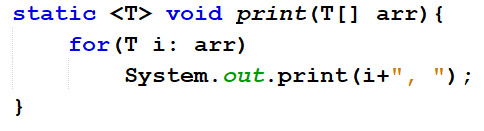 static <T> void print(T[] arr){
    for(T i: arr)
        System.out.print(i+", ");
}